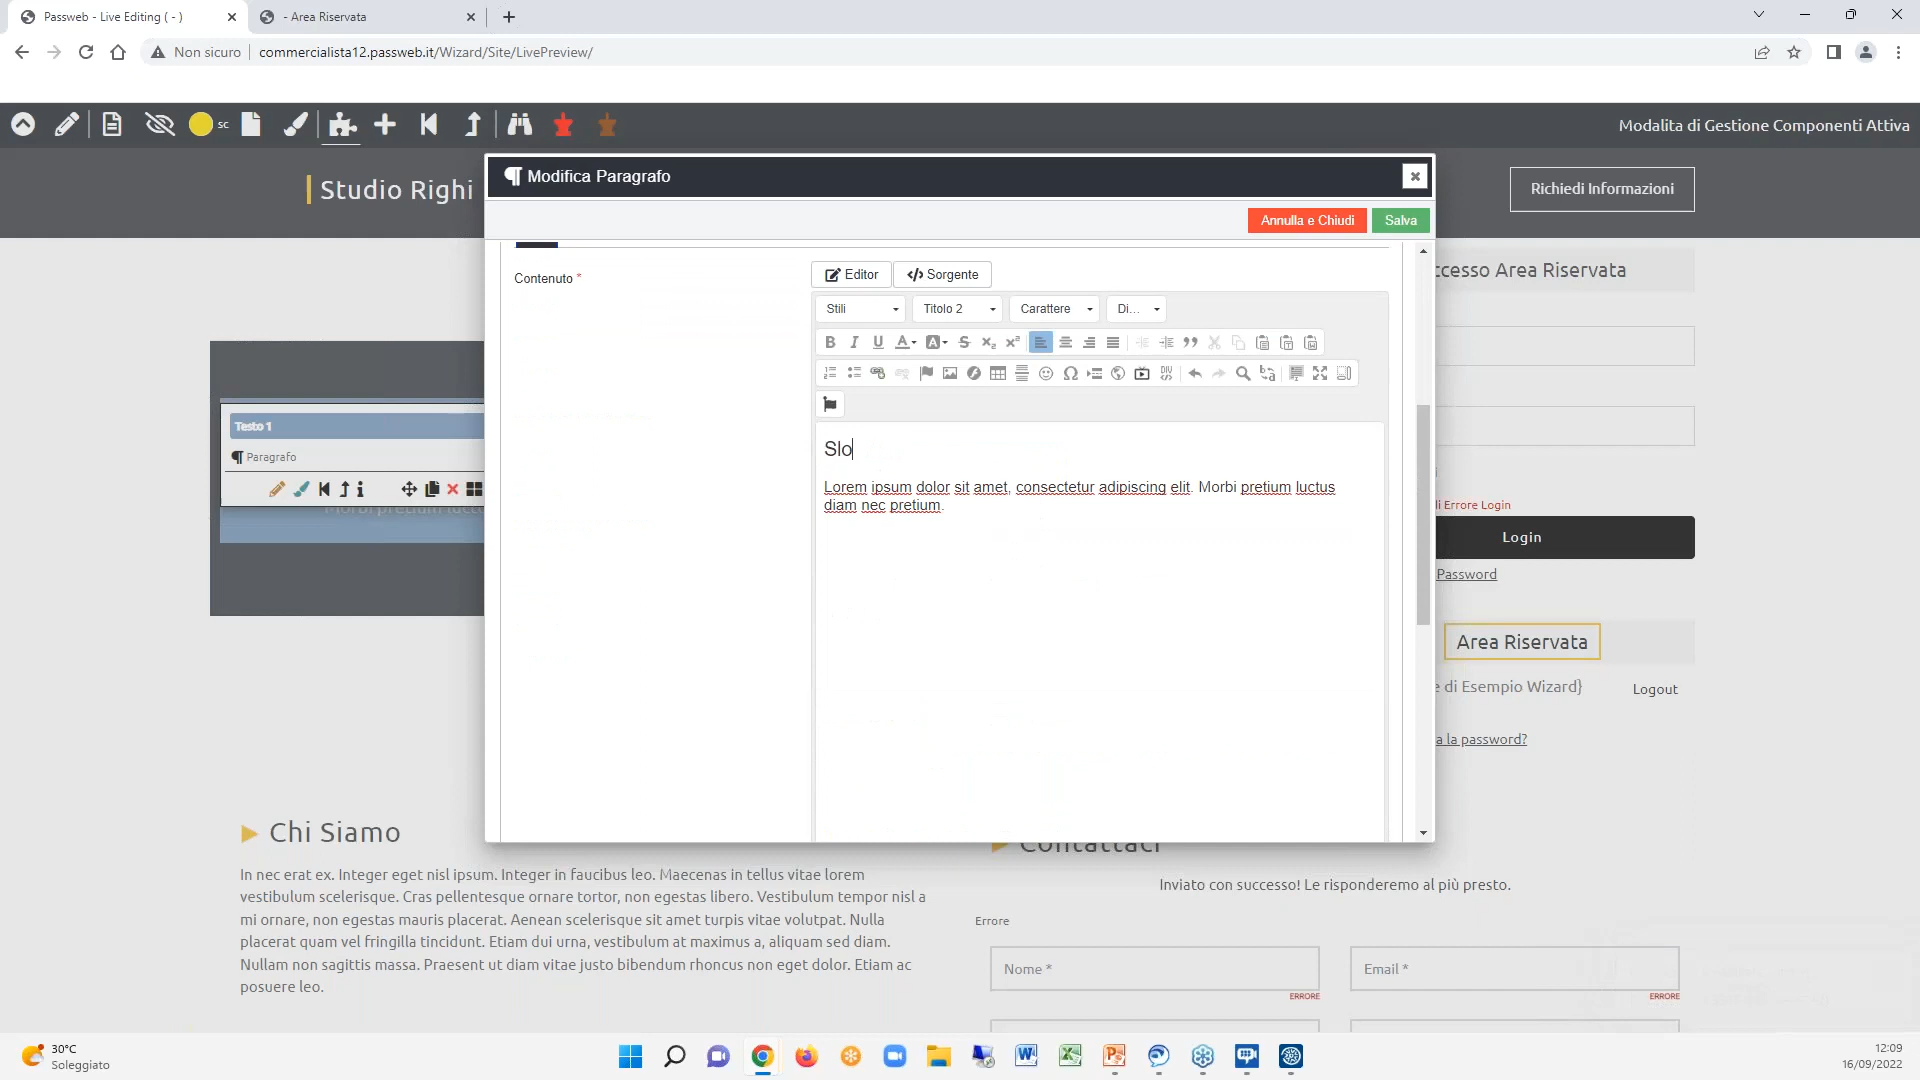 Passweb - Live Editing ( - )
- Area Riservata
Non sicuro
commercialista12.passweb.it/Wizard/Site/LivePreview/
sc
Modalita di Gestione Componenti Attiva
Studio Righi
Richiedi Informazioni
Modifica Paragrafo
Annulla e Chiudi
Salva
Contenuto *
Editor
Sorgente
Stili
Titolo 2
Carattere
Di...
Slo
Lorem ipsum dolor sit amet, consectetur adipiscing elit. Morbi pretium luctus
diam nec pretium.
Testo 1
Paragrafo
Morbi pretium luctus
ccesso Area Riservata
di Errore Login
Login
Password
Area Riservata
e di Esempio Wizard}
Logout
a la password?
Chi Siamo
In nec erat ex. Integer eget nisl ipsum. Integer in faucibus leo. Maecenas in tellus vitae lorem
vestibulum scelerisque. Cras pellentesque ornare tortor, non egestas libero. Vestibulum tempor nisl a
mi ornare, non egestas mauris placerat. Aenean scelerisque sit amet turpis vitae volutpat. Nulla
placerat quam vel fringilla tincidunt. Etiam dui urna, vestibulum at maximus a, aliquam sed diam.
Nullam non sagittis massa. Praesent ut diam vitae justo bibendum rhoncus non eget dolor. Etiam ac
posuere leo.
Contattaci
Inviato con successo! Le risponderemo al più presto.
Errore
Nome *
Email *
ERRORE
ERRORE
30°C
Soleggiato
12:09
16/09/2022